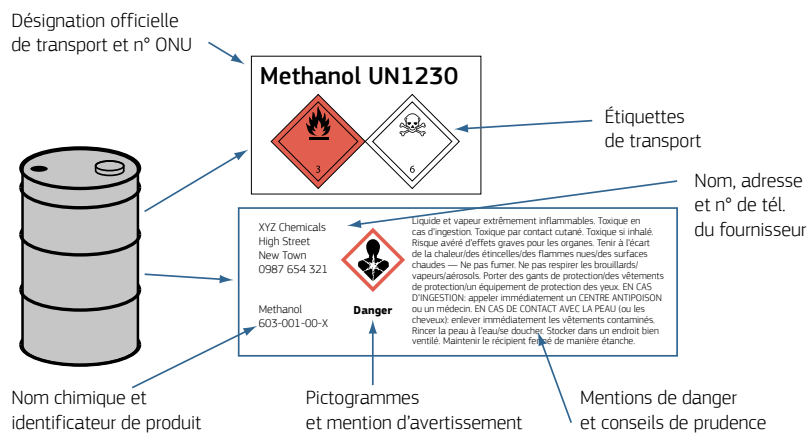 Désignation officielle
de transport et n° ONU
Methanol UN1230
3
6
Étiquettes
de transport
Nom, adresse
et n° de tél.
du fournisseur
XYZ Chemicals
High Street
New Town
0987 654 321
Methanol
603-001-00-X
Danger
Liquide et vapeur extrêmement inflammables. Toxique en
cas d'ingestion. Toxique par contact cutané. Toxique si inhalé.
Risque avéré d'effets graves pour les organes. Tenir à l'écart
de la chaleur/des étincelles/des flammes nues/des surfaces
chaudes — Ne pas fumer. Ne pas respirer les brouillards/
vapeurs/aérosols. Porter des gants de protection/des vêtements
de protection/un équipement de protection des yeux. EN CAS
D'INGESTION: appeler immédiatement un CENTRE ANTIPOISON
ou un médecin. EN CAS DE CONTACT AVEC LA PEAU (ou les
cheveux): enlever immédiatement les vêtements contaminés.
Rincer la peau à l'eau/se doucher. Stocker dans un endroit bien
ventilé. Maintenir le récipient fermé de manière étanche.
Nom chimique et
identificateur de produit
Pictogrammes
et mention d'avertissement
Mentions de danger
et conseils de prudence